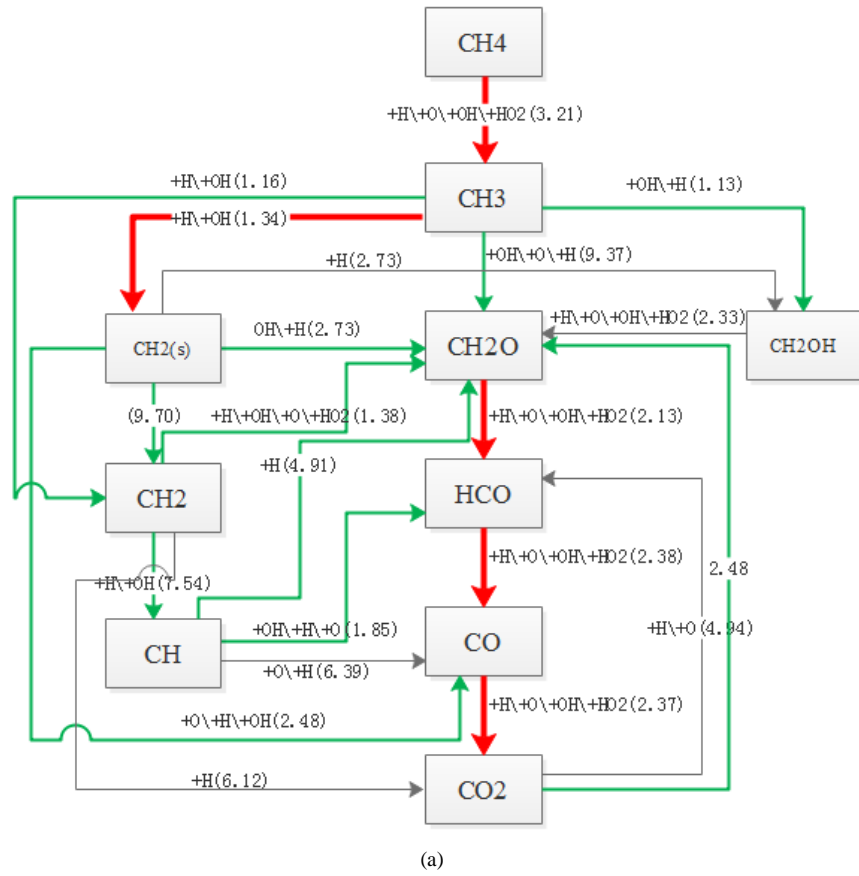 CH4
+H\+O\+OH\+HO2(3.21)
+H\+OH(1.16)
CH3
+OH\+H(1.13)
+H\+OH(1.34)
+H(2.73)
+OH\+O\+H(9.37)
+H\+O\+OH\+HO2(2.33)
CH2(s)
OH\+H(2.73)
CH2O
CH2OH
(9.70)
+H\+OH\+O\+HO2(1.38)
+H\+O\+OH\+HO2(2.13)
+H(4.91)
CH2
HCO
+H\+O\+OH\+HO2(2.38)
2.48
+H\+OH(7.54)
+OH\+H\+O(1.85)
+H\+O(4.94)
CH
CO
+O\+H(6.39)
+H\+O\+OH\+HO2(2.37)
+O\+H\+OH(2.48)
+H(6.12)
CO2
(a)